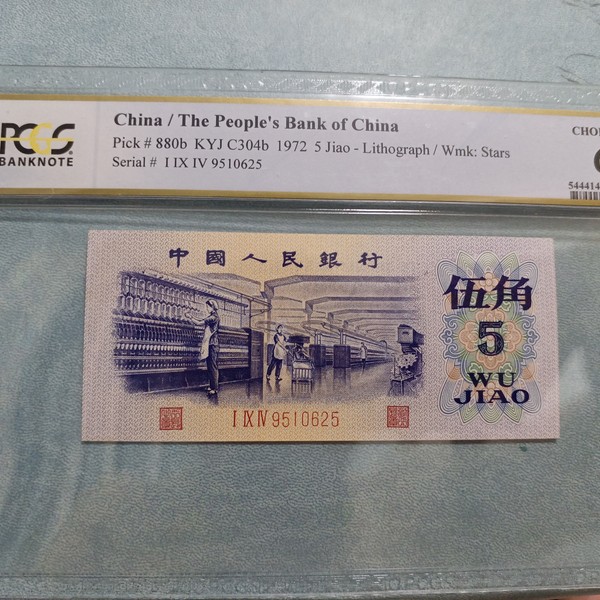 PCGS
BANKNOTE
China / The People's Bank of China
Pick # 880b KYJ C304b 1972 5 Jiao - Lithograph / Wmk: Stars
Serial # I IX IV 9510625
544414
中國人民銀行
伍角
5
WU
JIAO
I IX IV 9510625